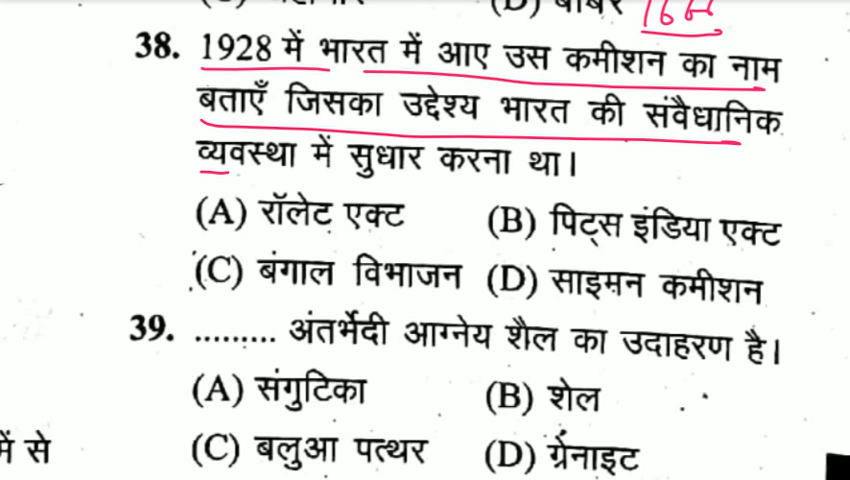 (D) बाबर
38. 1928 में भारत में आए उस कमीशन का नाम
बताएँ जिसका उद्देश्य भारत की संवैधानिक
व्यवस्था में सुधार करना था।
(A) रॉलेट एक्ट (B) पिट्स इंडिया एक्ट
(C) बंगाल विभाजन (D) साइमन कमीशन
39. ......... अंतर्भेदी आग्नेय शैल का उदाहरण है।
(A) संगुटिका (B) शेल
में से (C) बलुआ पत्थर (D) ग्रेनाइट